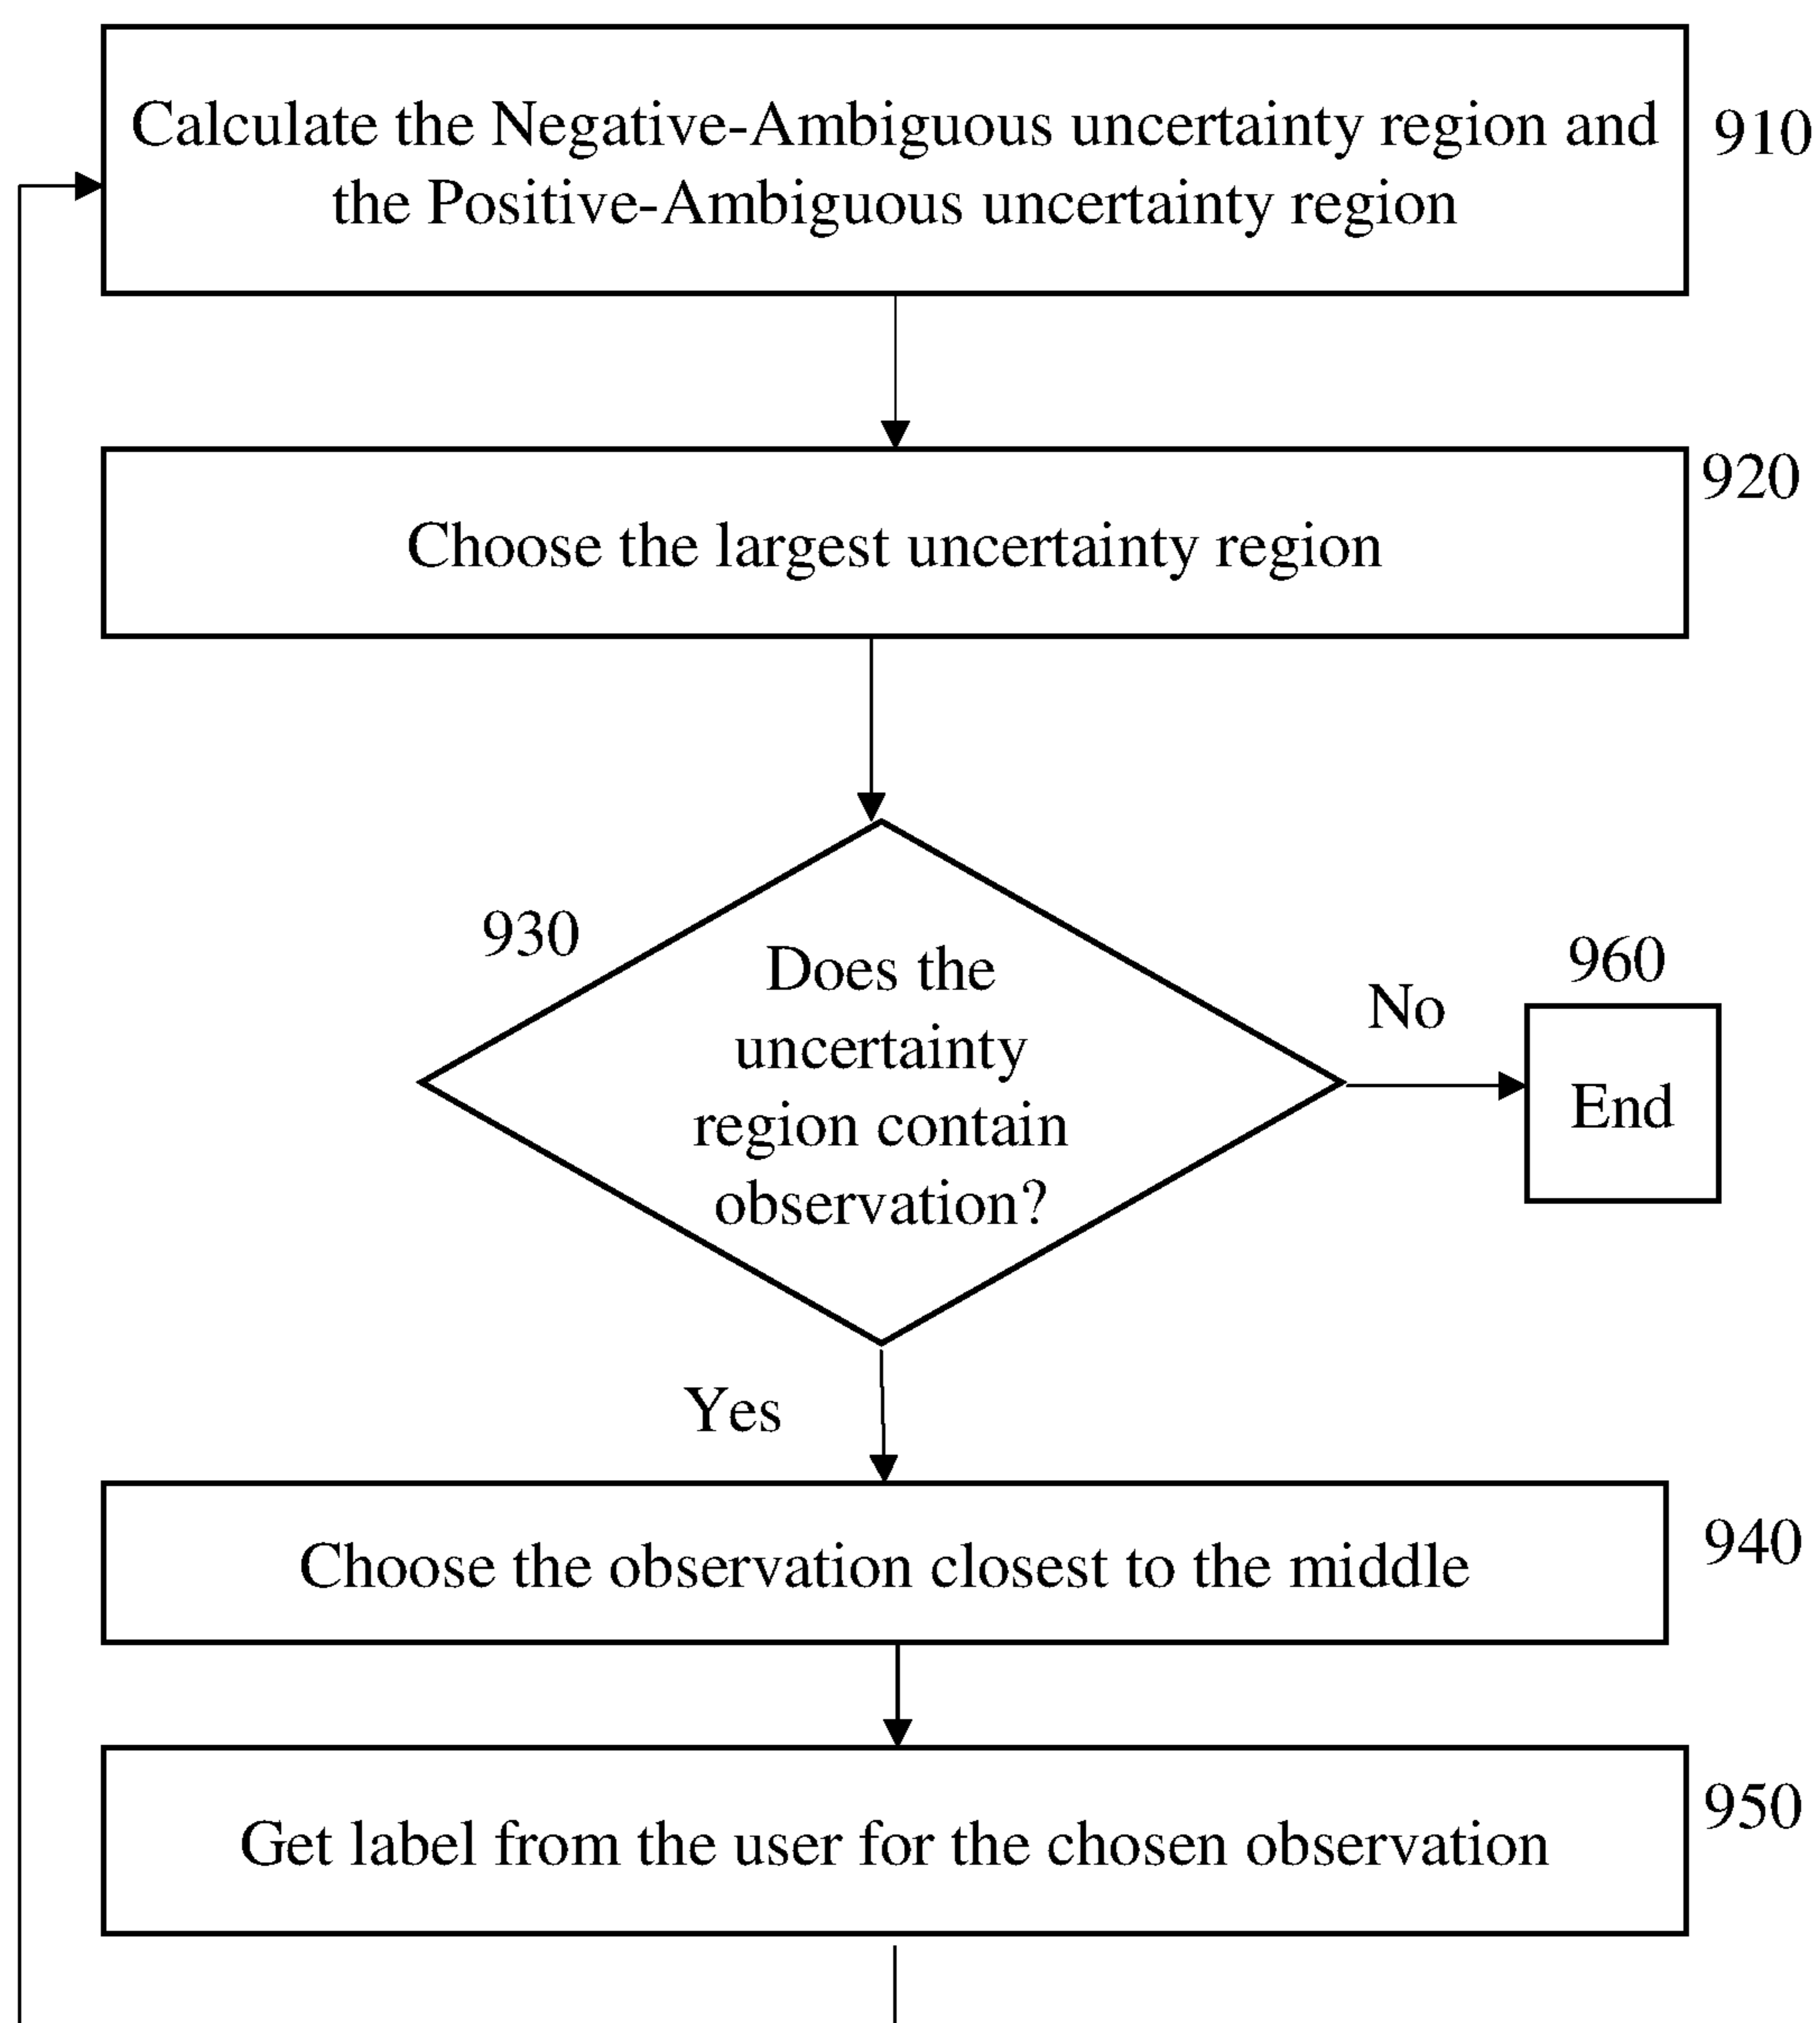 Calculate the Negative-Ambiguous uncertainty region and
the Positive-Ambiguous uncertainty region
910
920
Choose the largest uncertainty region
930
Does the
uncertainty
region contain
observation?
No
960
End
Yes
Choose the observation closest to the middle
940
Get label from the user for the chosen observation
950